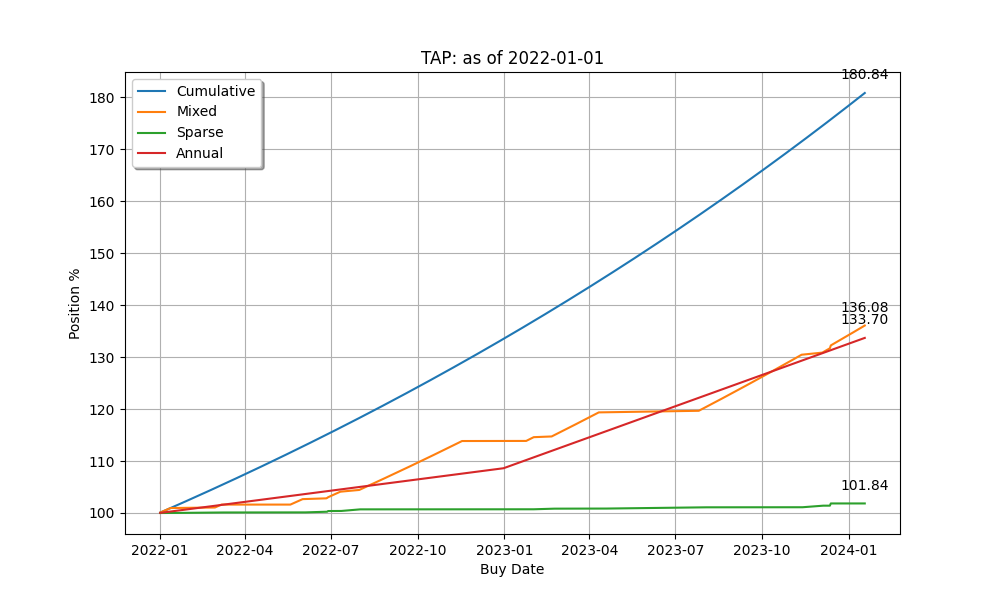 TAP: as of 2022-01-01
180.84
Cumulative
Mixed
Sparse
Annual
180
170
160
150
140
130
120
110
100
136.08
133.70
101.84
Position %
2022-01 2022-04 2022-07 2022-10 2023-01 2023-04 2023-07 2023-10 2024-01
Buy Date